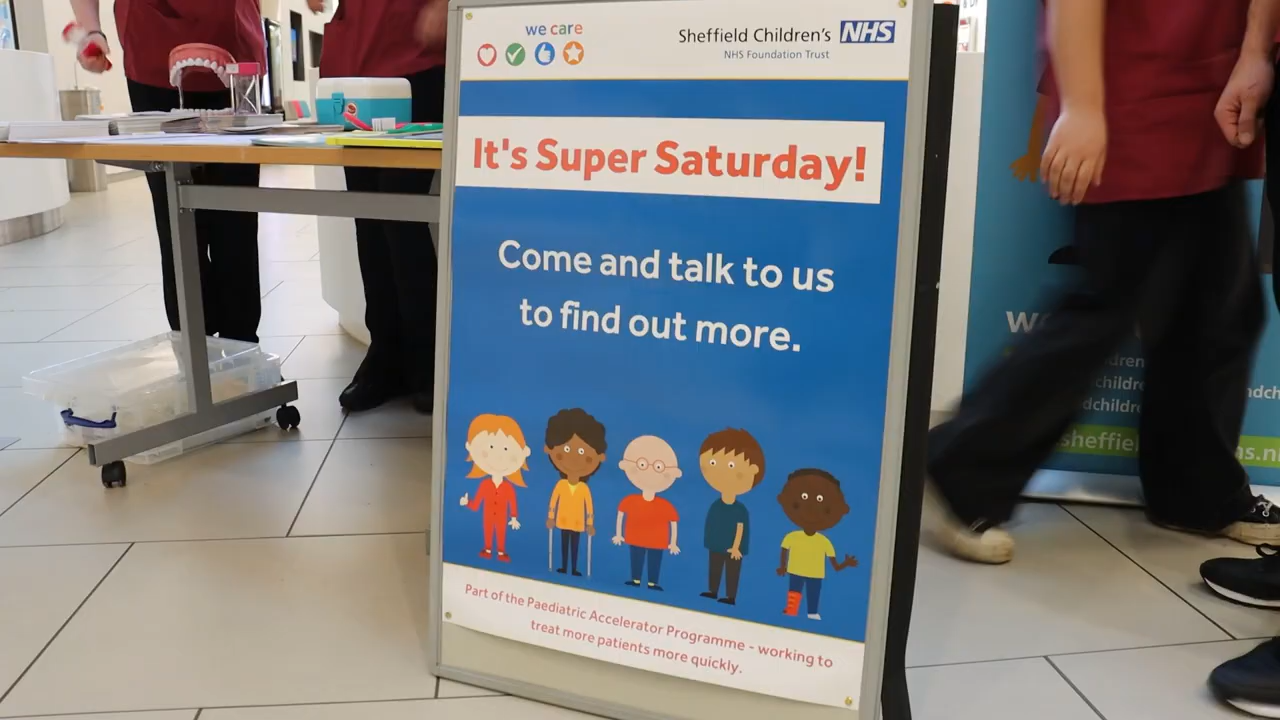 we care
Sheffield Children's NHS
NHS Foundation Trust
It's Super Saturday!
Come and talk to us
to find out more.
Part of the Paediatric Accelerator Programme - working to
treat more patients more quickly.